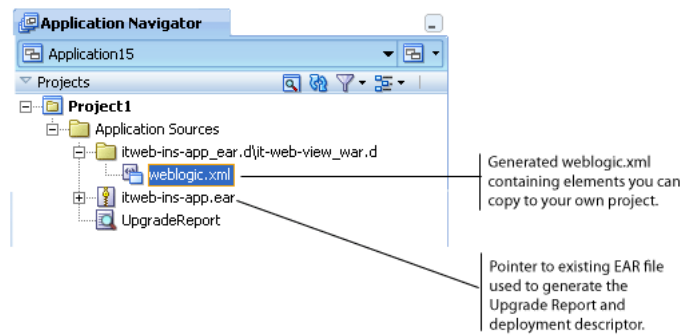 Application Navigator
Application15
Projects
Project1
Application Sources
itweb-ins-app_ear.d\it-web-view_war.d
weblogic.xml
itweb-ins-app.ear
UpgradeReport
Generated weblogic.xml
containing elements you can
copy to your own project.
Pointer to existing EAR file
used to generate the
Upgrade Report and
deployment descriptor.